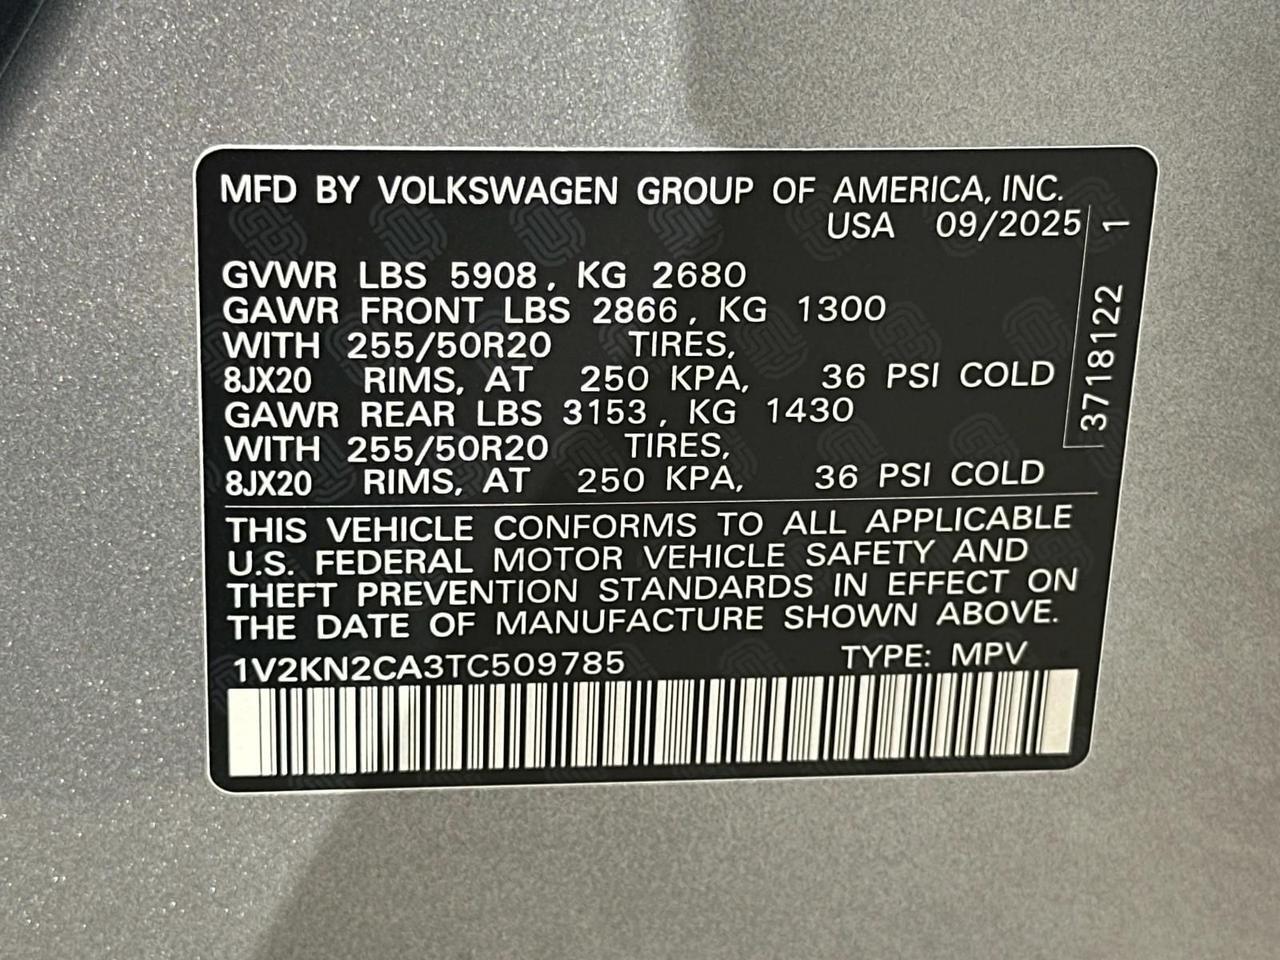 MFD BY VOLKSWAGEN GROUP OF AMERICA, INC.
USA 09/2025
GVWR LBS 5908, KG 2680
GAWR FRONT LBS 2866, KG 1300
WITH 255/50R20 TIRES,
8JX20 RIMS, AT 250 KPA, 36 PSI COLD
GAWR REAR LBS 3153, KG 1430
WITH 255/50R20 TIRES,
8JX20 RIMS, AT 250 KPA, 36 PSI COLD
THIS VEHICLE CONFORMS TO ALL APPLICABLE
U.S. FEDERAL MOTOR VEHICLE SAFETY AND
THEFT PREVENTION STANDARDS IN EFFECT ON
THE DATE OF MANUFACTURE SHOWN ABOVE.
1V2KN2CA3TC509785 TYPE: MPV
3718122 1